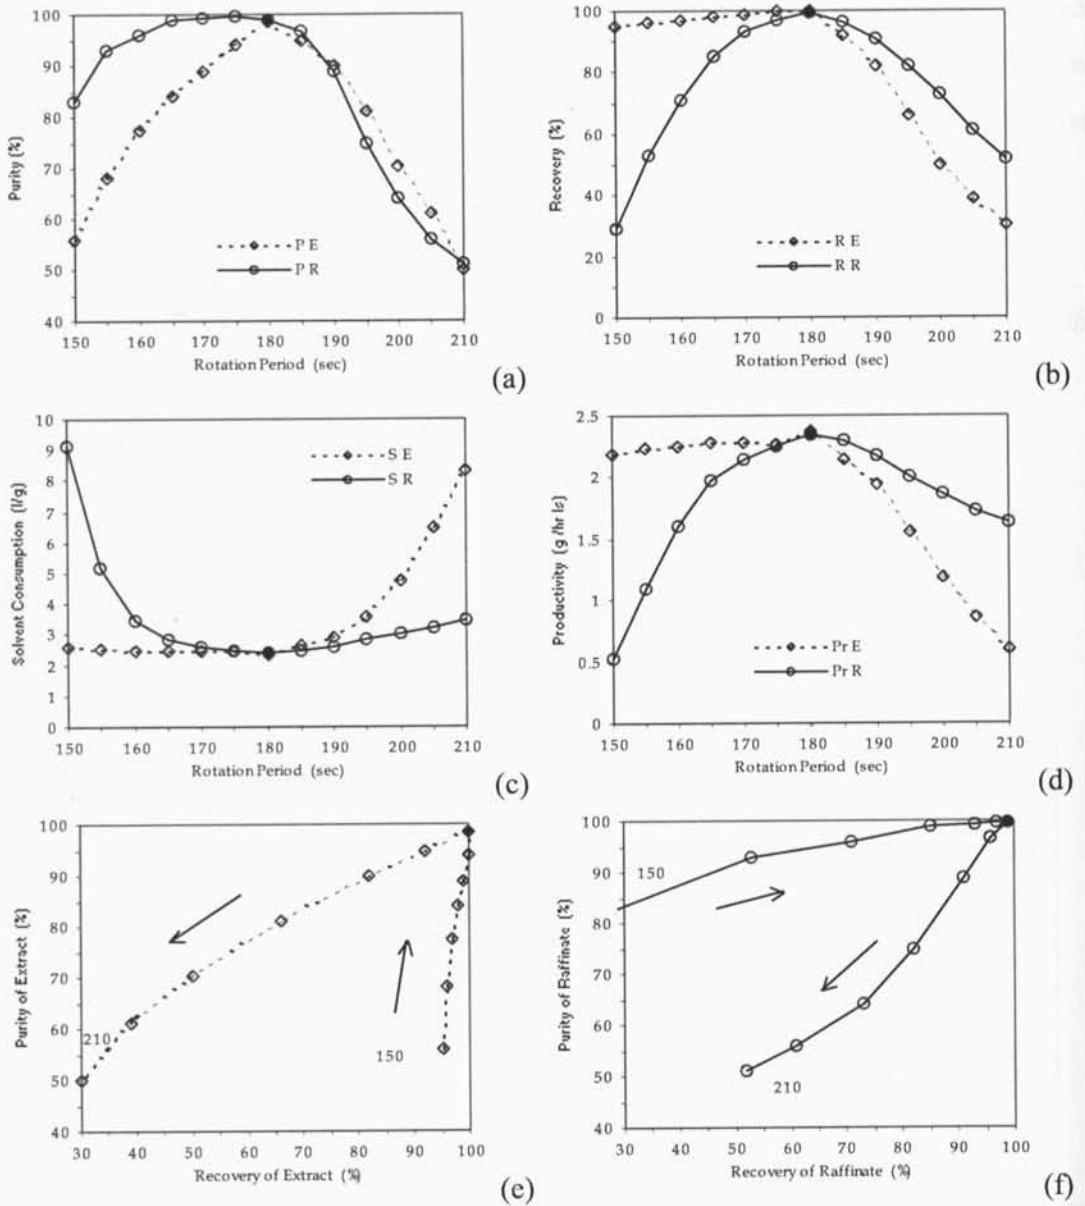 Purity (%)
100
90
80
70
60
50
40
P E
P R
150 160 170 180 190 200 210
Rotation Period (sec)
(a)
Recovery (%)
100
80
60
40
20
0
R E
R R
150 160 170 180 190 200 210
Rotation Period (sec)
(b)
Solvent Consumption (l/g)
10
9
8
7
6
5
4
3
2
1
0
S E
S R
150 160 170 180 190 200 210
Rotation Period (sec)
(c)
Productivity (g/hr ls)
2.5
2
1.5
1
0.5
0
Pr E
Pr R
150 160 170 180 190 200 210
Rotation Period (sec)
(d)
Purity of Extract (%)
100
90
80
70
60
50
40
210
150
30 40 50 60 70 80 90 100
Recovery of Extract (%)
(e)
Purity of Raffinate (%)
100
90
80
70
60
50
40
150
210
30 40 50 60 70 80 90 100
Recovery of Raffinate (%)
(f)